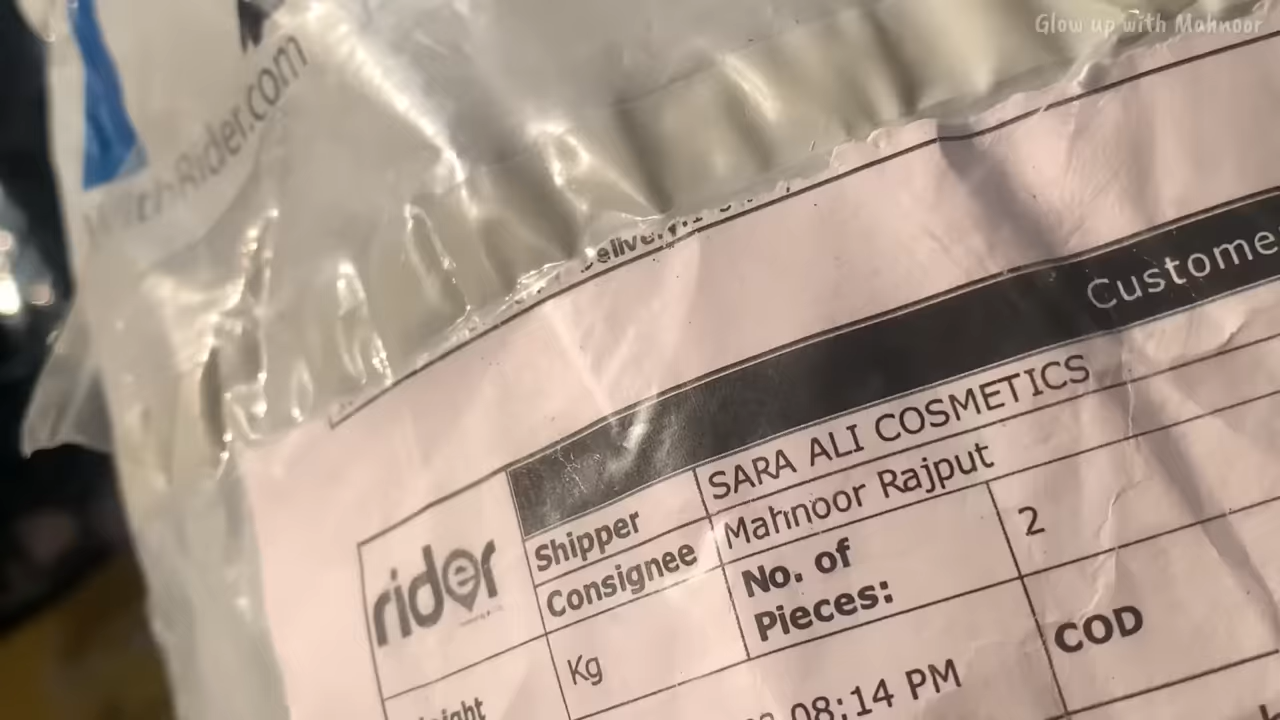 Glow up with Mahnoor
Rider.com
Custome
SARA ALI COSMETICS
Shipper
Mahnoor Rajput
Consignee
No. of
Pieces:
2
rider
Kg
COD
08:14 PM